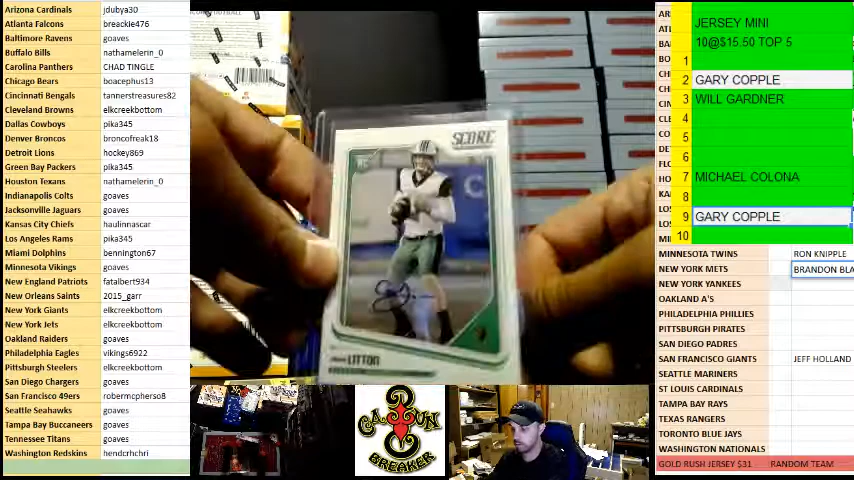 Arizona Cardinals jdubya30
Atlanta Falcons breackie476
Baltimore Ravens goaves
Buffalo Bills nathamelerin_0
Carolina Panthers CHAD TINGLE
Chicago Bears boacephus13
Cincinnati Bengals tannerstreasures82
Cleveland Browns elkcreekbottom
Dallas Cowboys pika345
Denver Broncos broncofreak18
Detroit Lions hockey869
Green Bay Packers pika345
Houston Texans nathamelerin_0
Indianapolis Colts goaves
Jacksonville Jaguars goaves
Kansas City Chiefs haulinnascar
Los Angeles Rams pika345
Miami Dolphins bennington67
Minnesota Vikings goaves
New England Patriots fatalbert934
New Orleans Saints 2015_garr
New York Giants elkcreekbottom
New York Jets elkcreekbottom
Oakland Raiders goaves
Philadelphia Eagles vikings6922
Pittsburgh Steelers elkcreekbottom
San Diego Chargers goaves
San Francisco 49ers robermcphers08
Seattle Seahawks goaves
Tampa Bay Buccaneers goaves
Tennessee Titans goaves
Washington Redskins hendrchri
SCORE
LITTON
CAJUN
BREAKER
JERSEY MINI
10@$15.50 TOP 5
1
2 GARY COPPLE
3 WILL GARDNER
4
5
6
7 MICHAEL COLONA
8
9 GARY COPPLE
10
MINNESOTA TWINS RON KNIPPLE
NEW YORK METS BRANDON BLA
NEW YORK YANKEES
OAKLAND A'S
PHILADELPHIA PHILLIES
PITTSBURGH PIRATES
SAN DIEGO PADRES
SAN FRANCISCO GIANTS JEFF HOLLAND
SEATTLE MARINERS
ST LOUIS CARDINALS
TAMPA BAY RAYS
TEXAS RANGERS
TORONTO BLUE JAYS
WASHINGTON NATIONALS
GOLD RUSH JERSEY $31 RANDOM TEAM